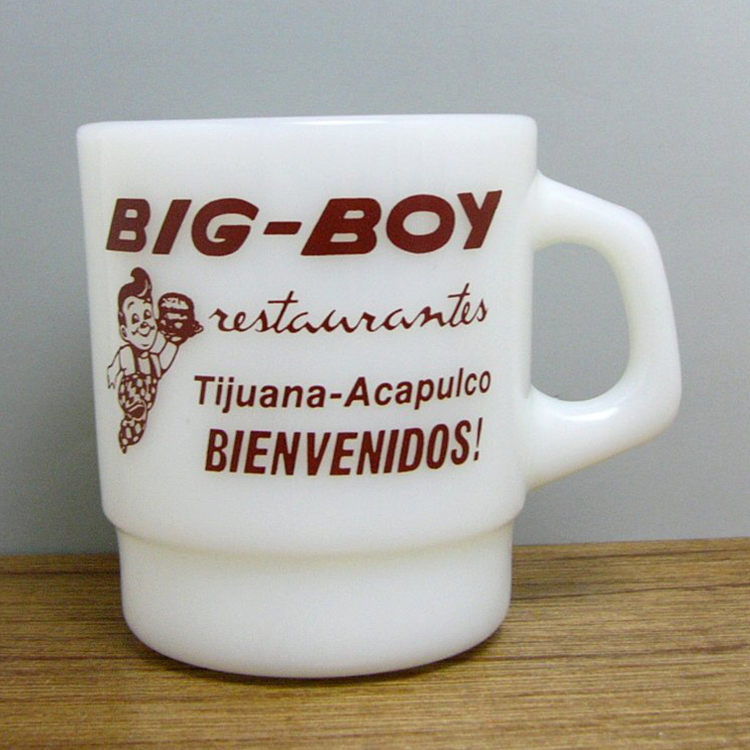 BIG-BOY
restaurantes
Tijuana-Acapulco
BIENVENIDOS!